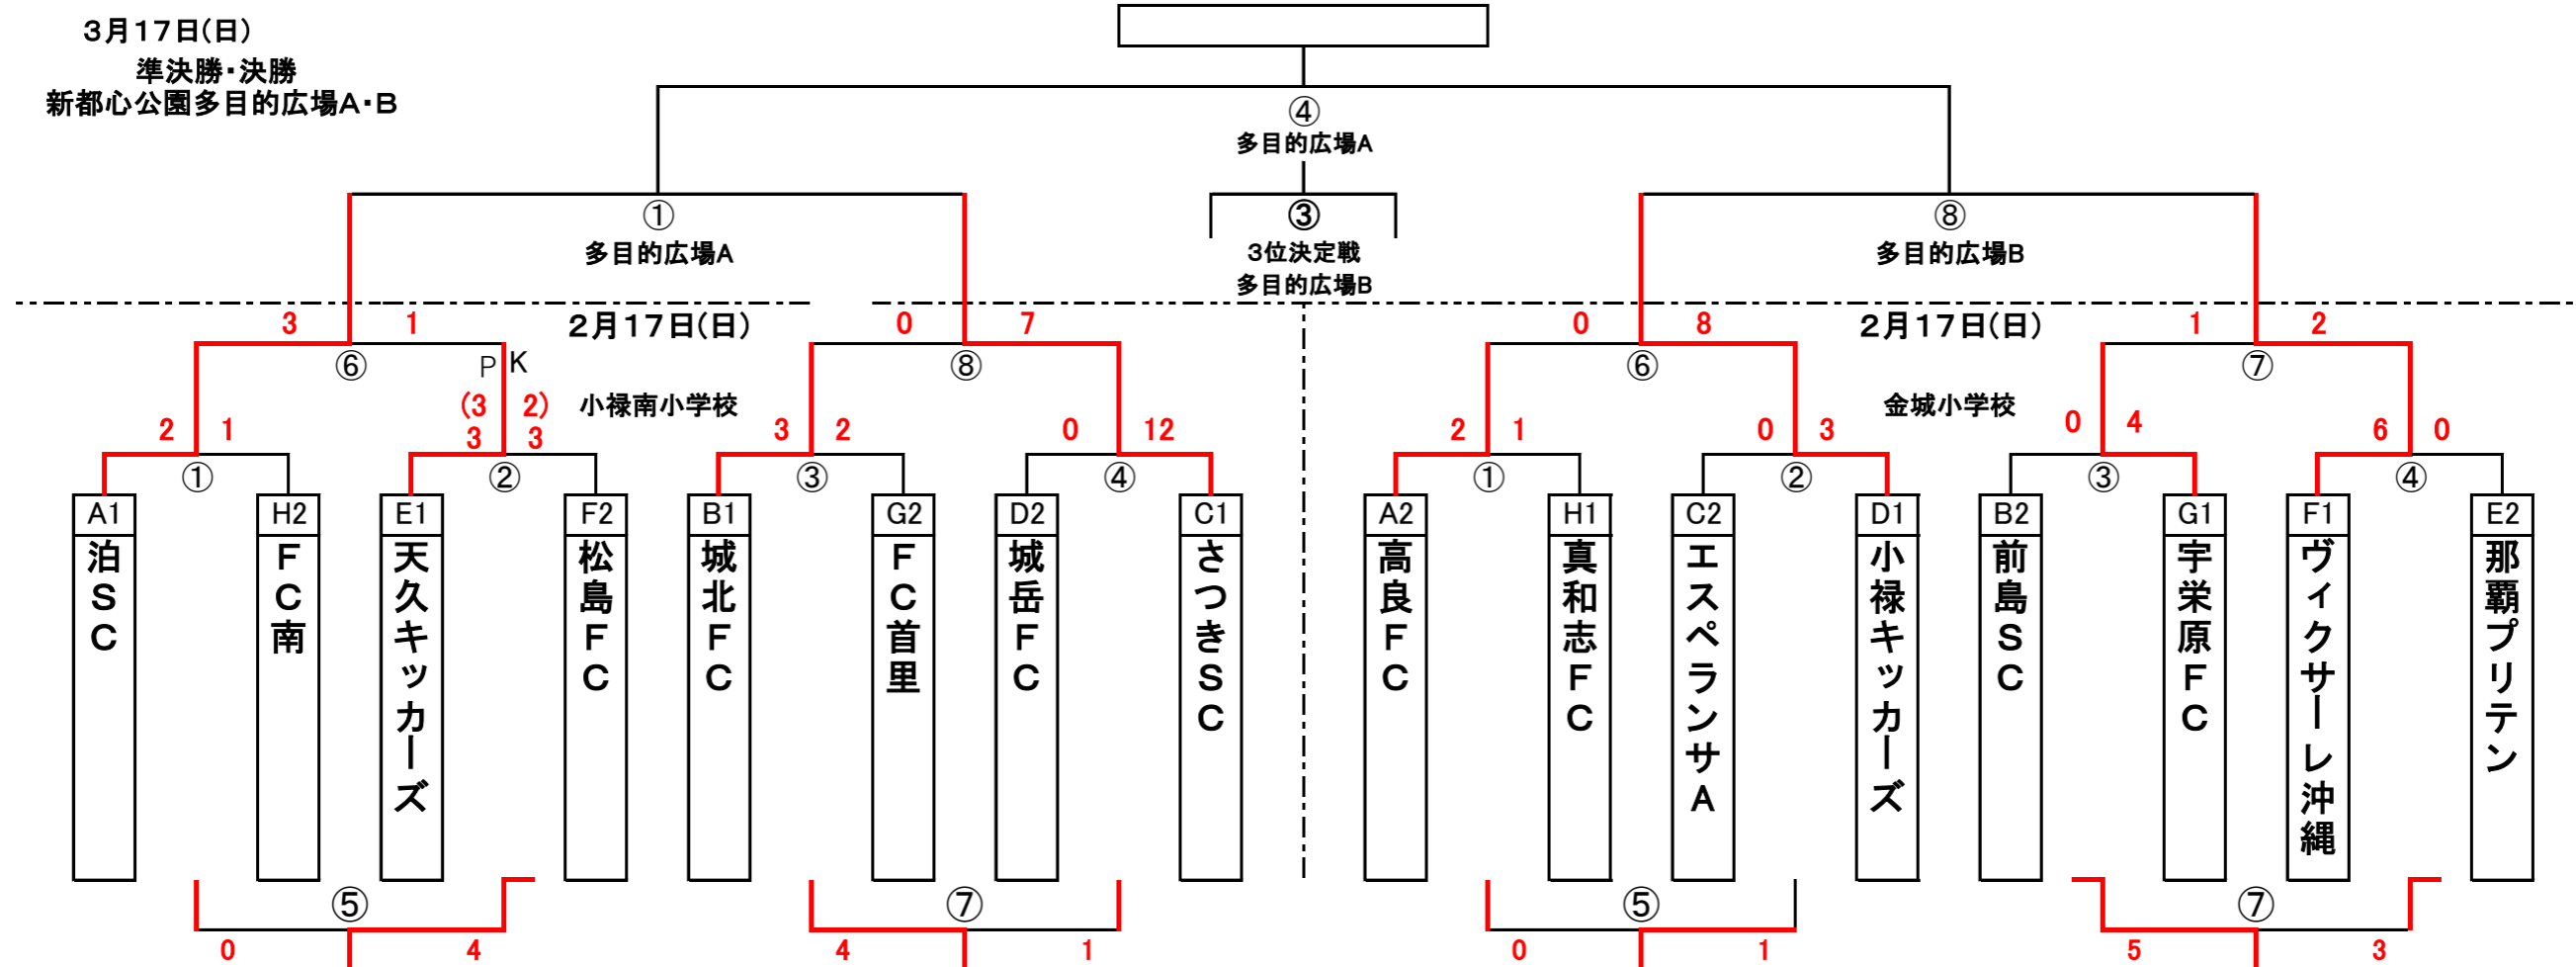 ３月１７日(日)
準決勝・決勝
新都心公園多目的広場Ａ・Ｂ
④
多目的広場A
①
多目的広場A
③
３位決定戦
多目的広場B
⑧
多目的広場B
3 1
２月１７日(日)
0 7
0 8
２月１７日(日)
1 2
⑥
P K
⑧
⑥
⑦
(3 2)
小禄南小学校
金城小学校
2 1
3 3
3 2
0 12
2 1
0 3
0 4
6 0
①
②
③
④
①
②
③
④
A1
H2
E1
F2
B1
G2
D2
C1
A2
H1
C2
D1
B2
G1
F1
E2
泊ＳＣ
ＦＣ南
天久キッカーズ
松島ＦＣ
城北ＦＣ
ＦＣ首里
城岳ＦＣ
さつきＳＣ
高良ＦＣ
真和志ＦＣ
エスペランサＡ
小禄キッカーズ
前島ＳＣ
宇栄原ＦＣ
ヴィクサーレ沖縄
那覇プリテン
⑤
⑦
⑤
⑦
0 4
4 1
0 1
5 3